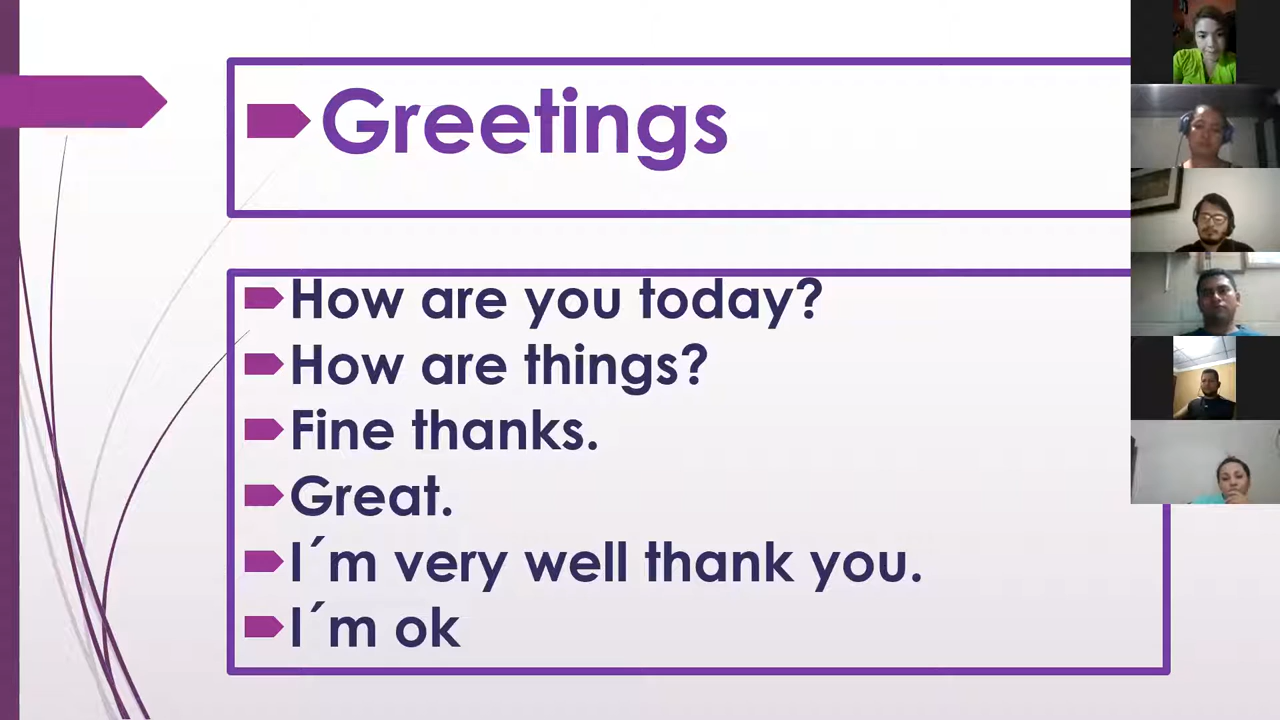 Greetings
How are you today?
How are things?
Fine thanks.
Great.
I´m very well thank you.
I´m ok